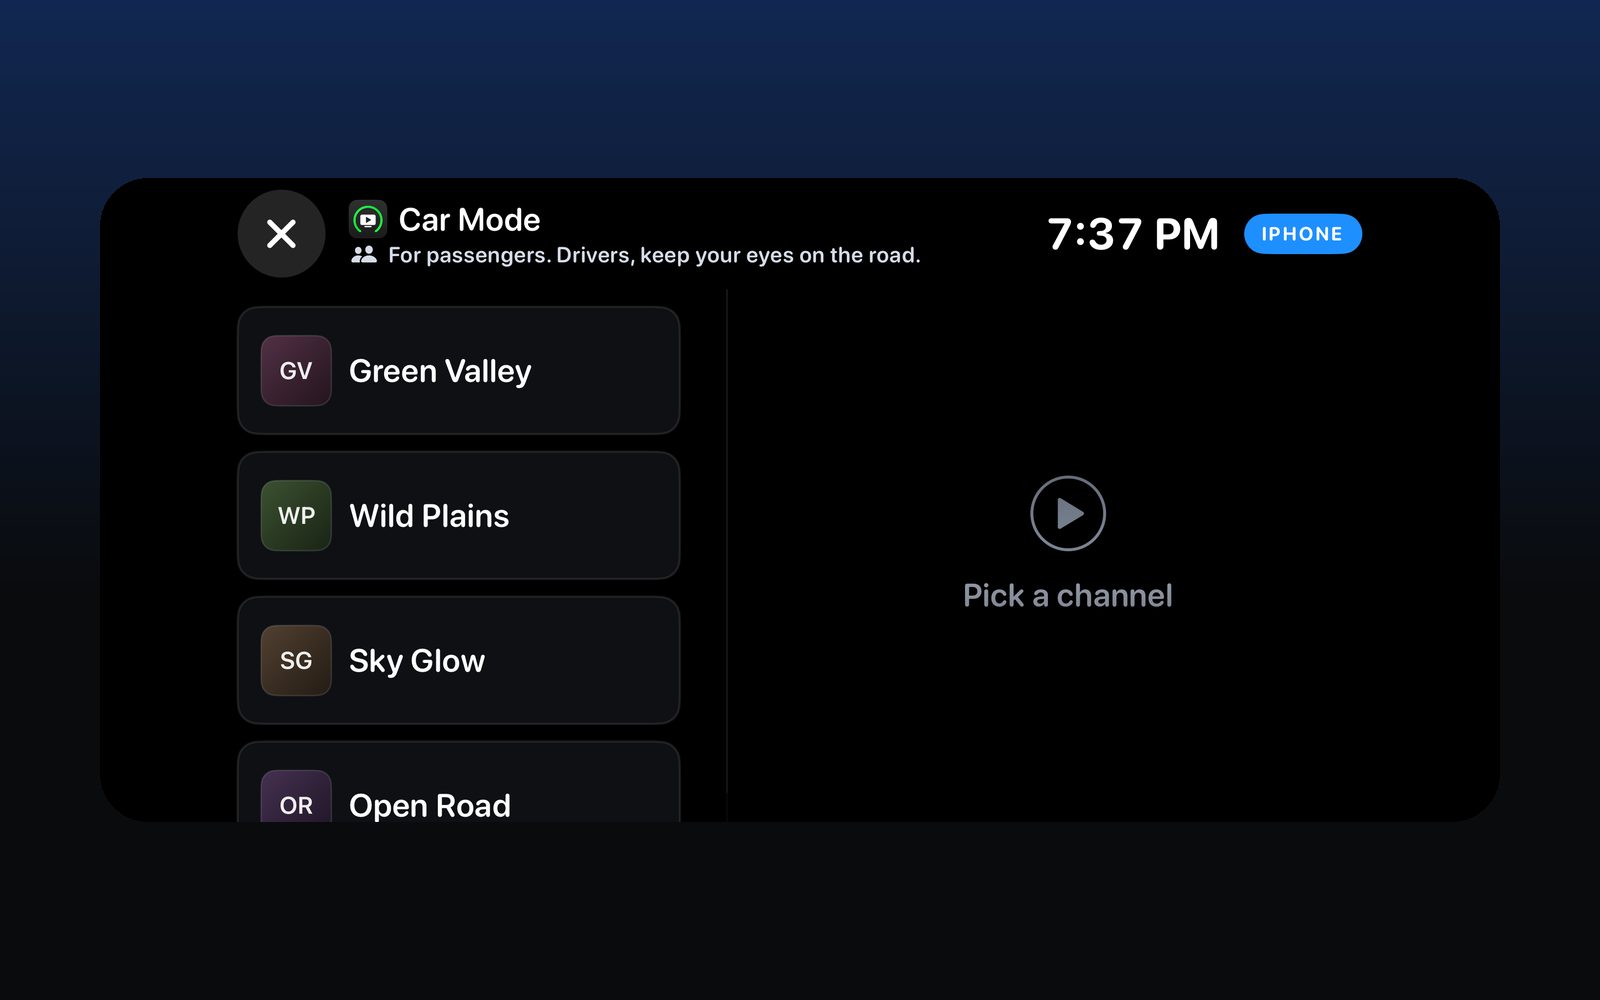 Car Mode
For passengers. Drivers, keep your eyes on the road.
7:37 PM
IPHONE
GV
Green Valley
WP
Wild Plains
SG
Sky Glow
OR
Open Road
Pick a channel